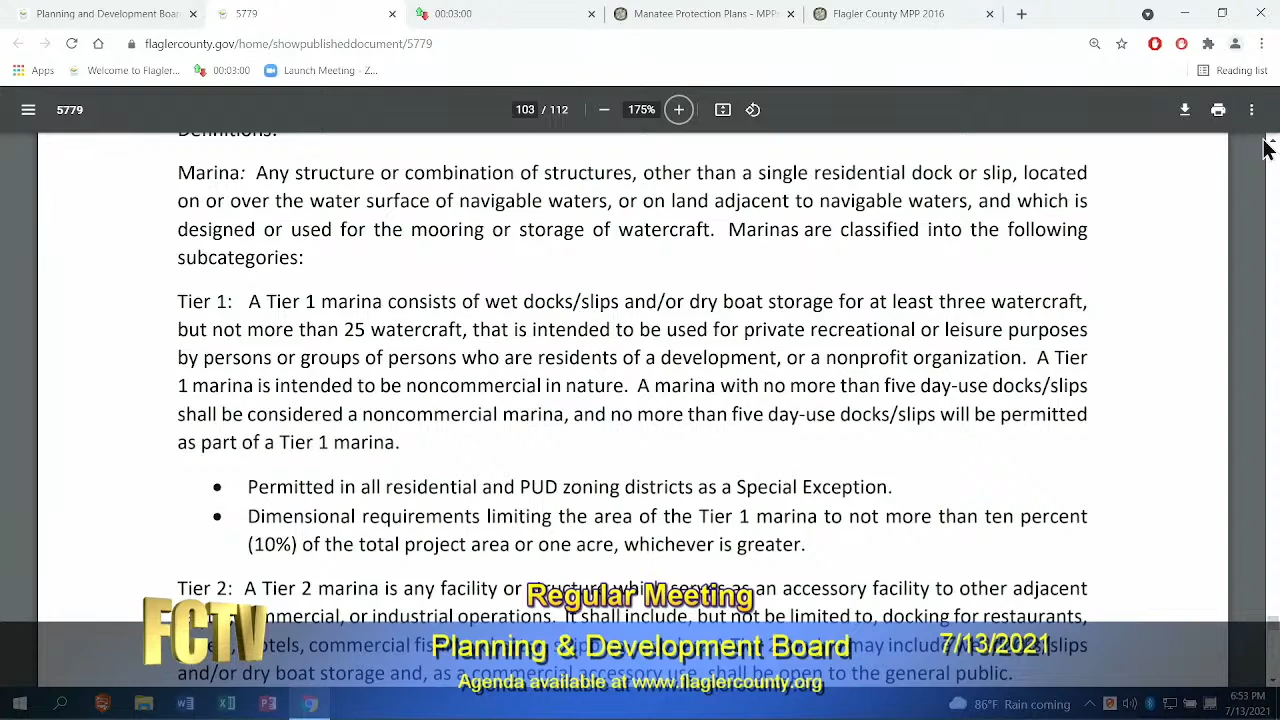 Planning and Development Boar
5779
00:03:00
Manatee Protection Plans - MPPs
Flagler County MPP 2016
flaglercounty.gov/home/showpublisheddocument/5779
Apps
Welcome to Flagler...
00:03:00
Launch Meeting - Z...
Reading list
5779
103 / 112
175%
Definitions:
Marina: Any structure or combination of structures, other than a single residential dock or slip, located
on or over the water surface of navigable waters, or on land adjacent to navigable waters, and which is
designed or used for the mooring or storage of watercraft. Marinas are classified into the following
subcategories:
Tier 1: A Tier 1 marina consists of wet docks/slips and/or dry boat storage for at least three watercraft,
but not more than 25 watercraft, that is intended to be used for private recreational or leisure purposes
by persons or groups of persons who are residents of a development, or a nonprofit organization. A Tier
1 marina is intended to be noncommercial in nature. A marina with no more than five day-use docks/slips
shall be considered a noncommercial marina, and no more than five day-use docks/slips will be permitted
as part of a Tier 1 marina.
• Permitted in all residential and PUD zoning districts as a Special Exception.
• Dimensional requirements limiting the area of the Tier 1 marina to not more than ten percent
(10%) of the total project area or one acre, whichever is greater.
Tier 2: A Tier 2 marina is any facility or structure which serves as an accessory facility to other adjacent
Regular Meeting
commercial, or industrial operations. It shall include, but not be limited to, docking for restaurants,
FCTV
Planning & Development Board
7/13/2021
hotels, commercial may include slips
and/or dry boat storage and, as a commercial accessory use, shall be open to the general public.
Agenda available at www.flaglercounty.org
86°F Rain coming
6:53 PM
7/13/2021